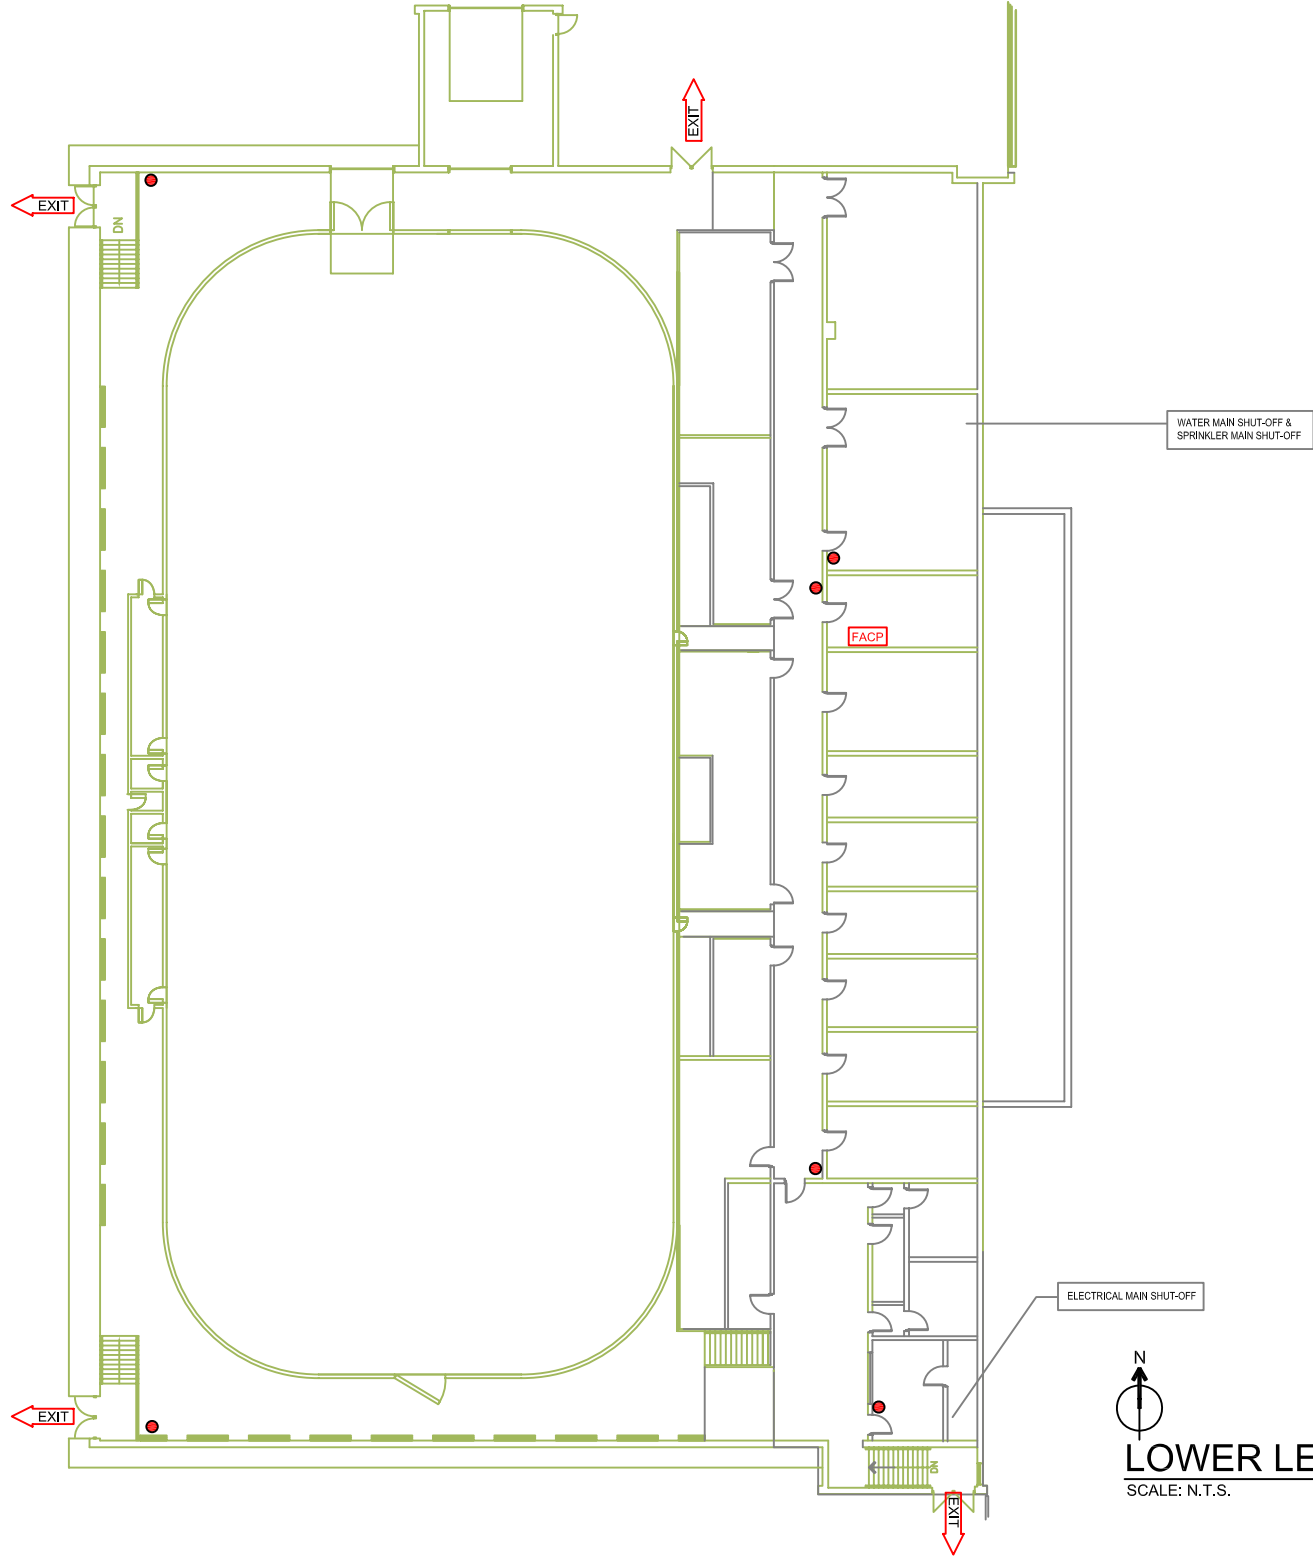 EXIT
EXIT
DN
WATER MAIN SHUT-OFF &
SPRINKLER MAIN SHUT-OFF
FACP
ELECTRICAL MAIN SHUT-OFF
N
EXIT
LOWER LE
DN
SCALE: N.T.S.
EXIT